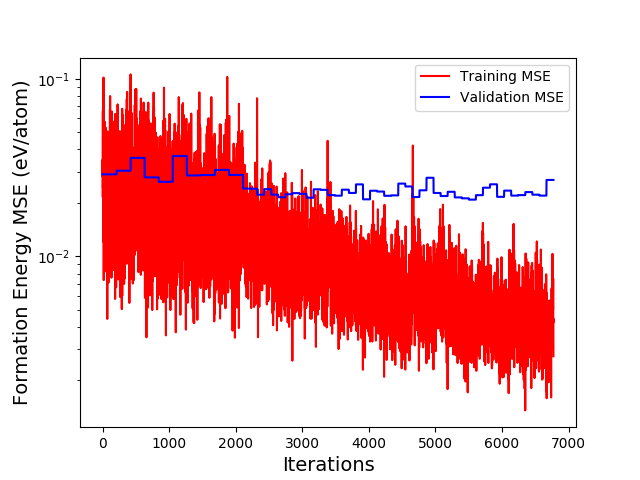 Training MSE
Validation MSE
Formation Energy MSE (eV/atom)
10⁻¹
10⁻²
0 1000 2000 3000 4000 5000 6000 7000
Iterations